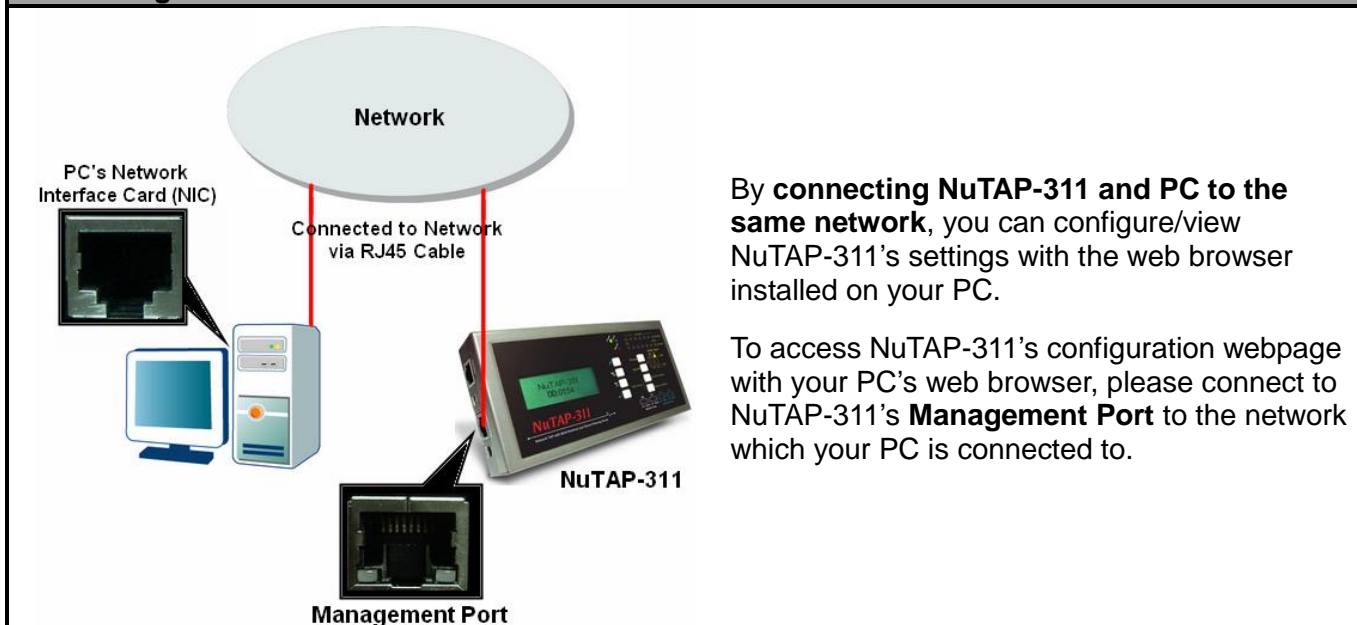 Network
PC's Network
Interface Card (NIC)
Connected to Network
via RJ45 Cable
NuTAP-311
NuTAP-311
NuTAP-311
Management Port
By connecting NuTAP-311 and PC to the
same network, you can configure/view
NuTAP-311’s settings with the web browser
installed on your PC.
To access NuTAP-311’s configuration webpage
with your PC’s web browser, please connect to
NuTAP-311’s Management Port to the network
which your PC is connected to.